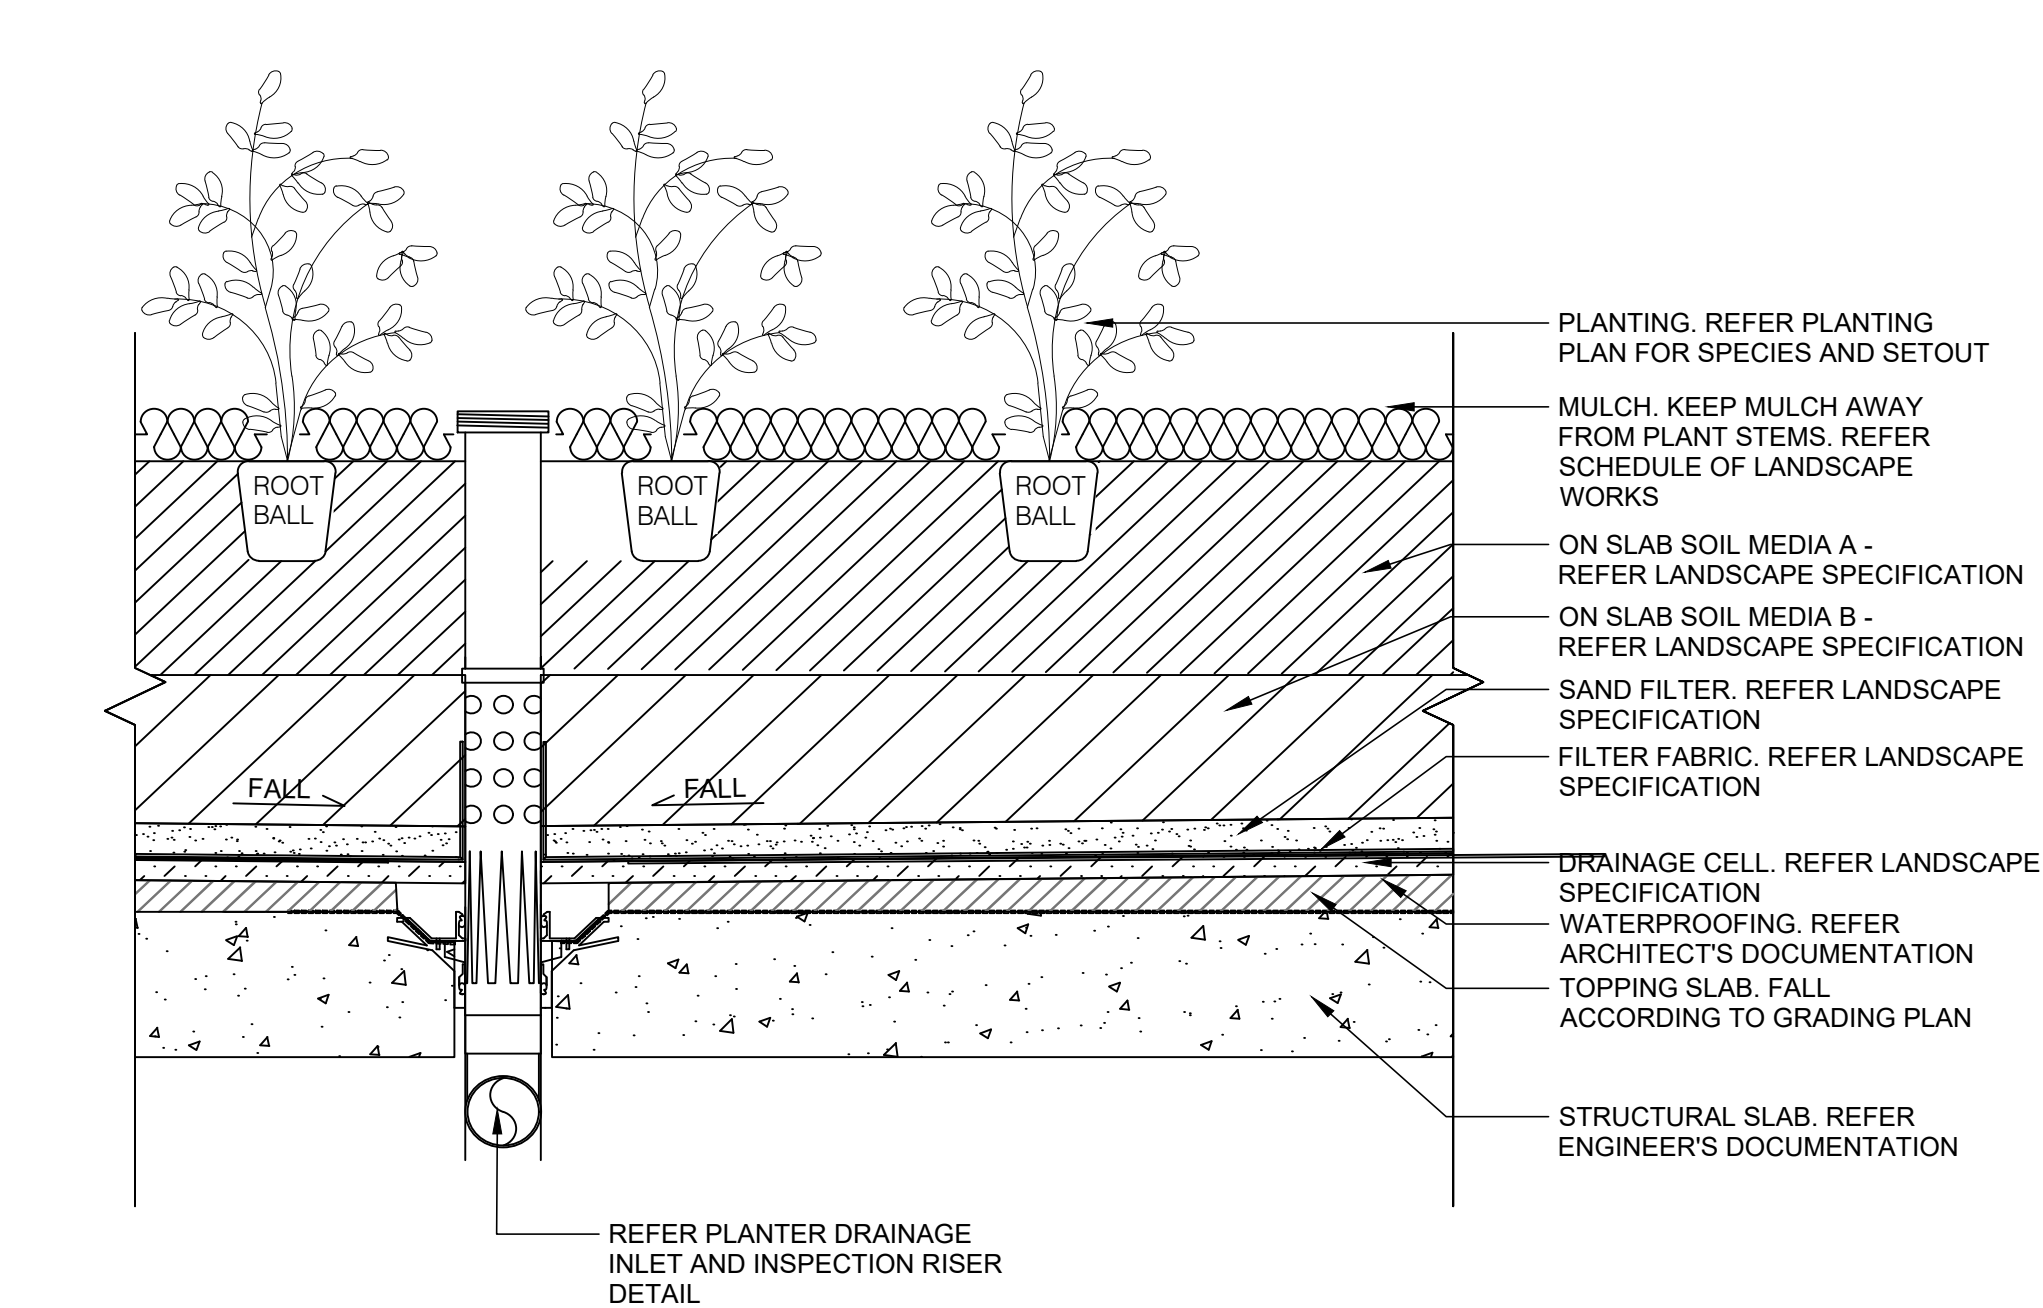 PLANTING. REFER PLANTING
PLAN FOR SPECIES AND SETOUT
MULCH. KEEP MULCH AWAY
FROM PLANT STEMS. REFER
SCHEDULE OF LANDSCAPE
WORKS
ROOT
BALL
ROOT
BALL
ROOT
BALL
ON SLAB SOIL MEDIA A -
REFER LANDSCAPE SPECIFICATION
ON SLAB SOIL MEDIA B -
REFER LANDSCAPE SPECIFICATION
SAND FILTER. REFER LANDSCAPE
SPECIFICATION
FILTER FABRIC. REFER LANDSCAPE
SPECIFICATION
FALL
FALL
DRAINAGE CELL. REFER LANDSCAPE
SPECIFICATION
WATERPROOFING. REFER
ARCHITECT'S DOCUMENTATION
TOPPING SLAB. FALL
ACCORDING TO GRADING PLAN
STRUCTURAL SLAB. REFER
ENGINEER'S DOCUMENTATION
REFER PLANTER DRAINAGE
INLET AND INSPECTION RISER
DETAIL